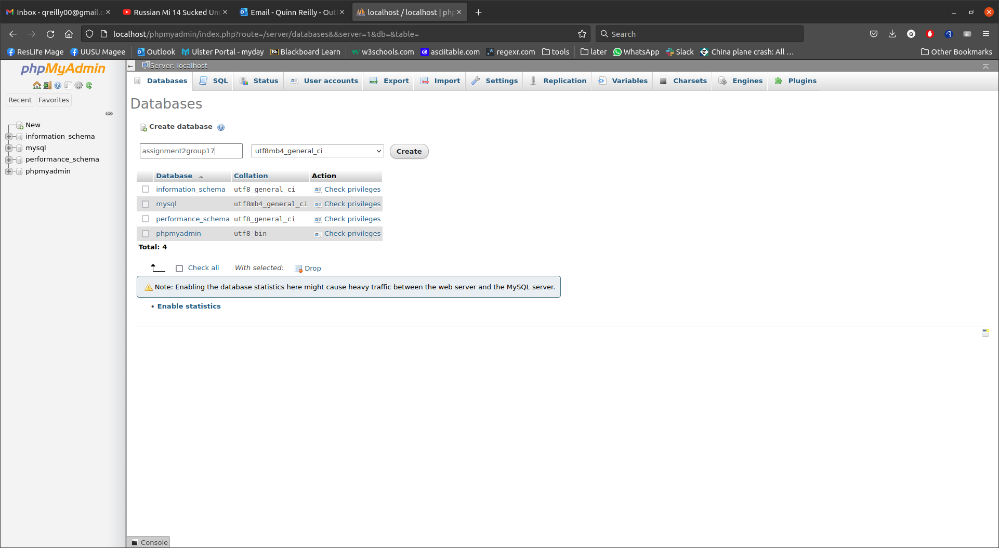 Inbox - qreilly00@gmail.c
Russian Mi 14 Sucked Unc
Email - Quinn Reilly - Outl
localhost / localhost | php
localhost/phpmyadmin/index.php?route=/server/databases&&server=1&db=&table=
Search
ResLife Mage
UUSU Magee
Outlook
Ulster Portal - myday
Bb Blackboard Learn
w3schools.com
@ asciitable.com
.* regexr.com
tools
later
WhatsApp
Slack
China plane crash: All …
Other Bookmarks
phpMyAdmin
Recent
Favorites
New
information_schema
mysql
performance_schema
phpmyadmin
Server: localhost
Databases
SQL
Status
User accounts
Export
Import
Settings
Replication
Variables
Charsets
Engines
Plugins
Databases
Create database
assignment2group17
utf8mb4_general_ci
Create
Database Collation Action
information_schema utf8_general_ci Check privileges
mysql utf8mb4_general_ci Check privileges
performance_schema utf8_general_ci Check privileges
phpmyadmin utf8_bin Check privileges
Total: 4
Check all With selected: Drop
Note: Enabling the database statistics here might cause heavy traffic between the web server and the MySQL server.
• Enable statistics
Console